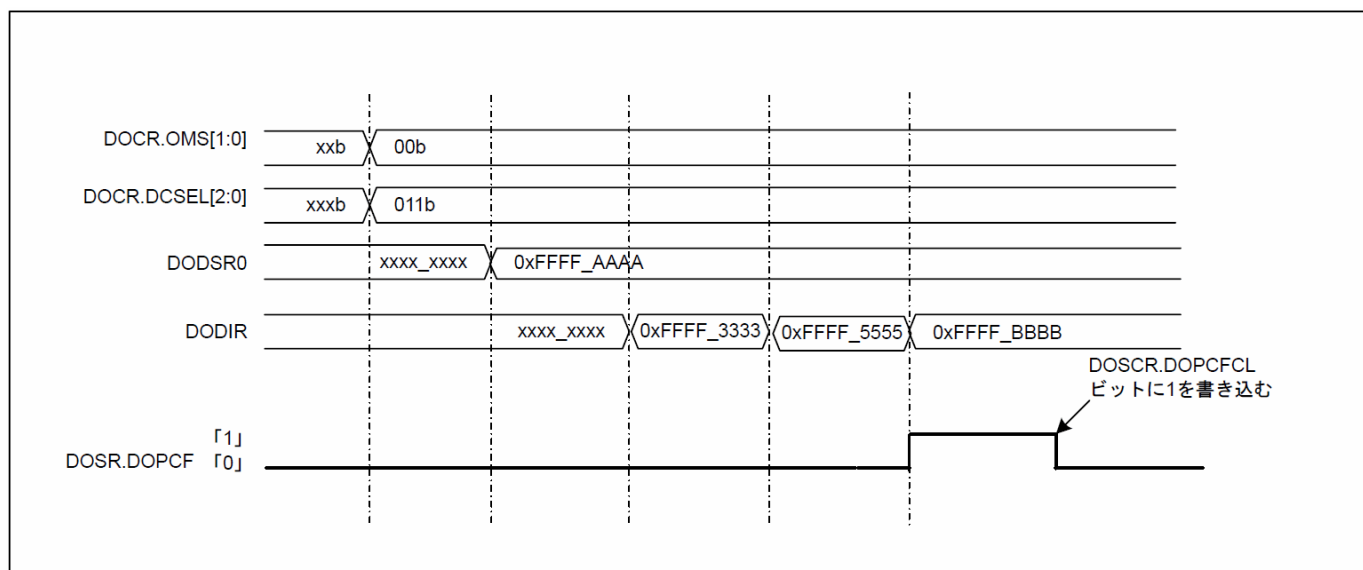 DOCR.OMS[1:0] xxb 00b
DOCR.DCSEL[2:0] xxxb 011b
DODSR0 xxxx_xxxx 0xFFFF_AAAA
DODIR xxxx_xxxx 0xFFFF_3333 0xFFFF_5555 0xFFFF_BBBB
DOSCR.DOPCFCL
ビットに1を書き込む
「1」
DOSR.DOPCF 「0」